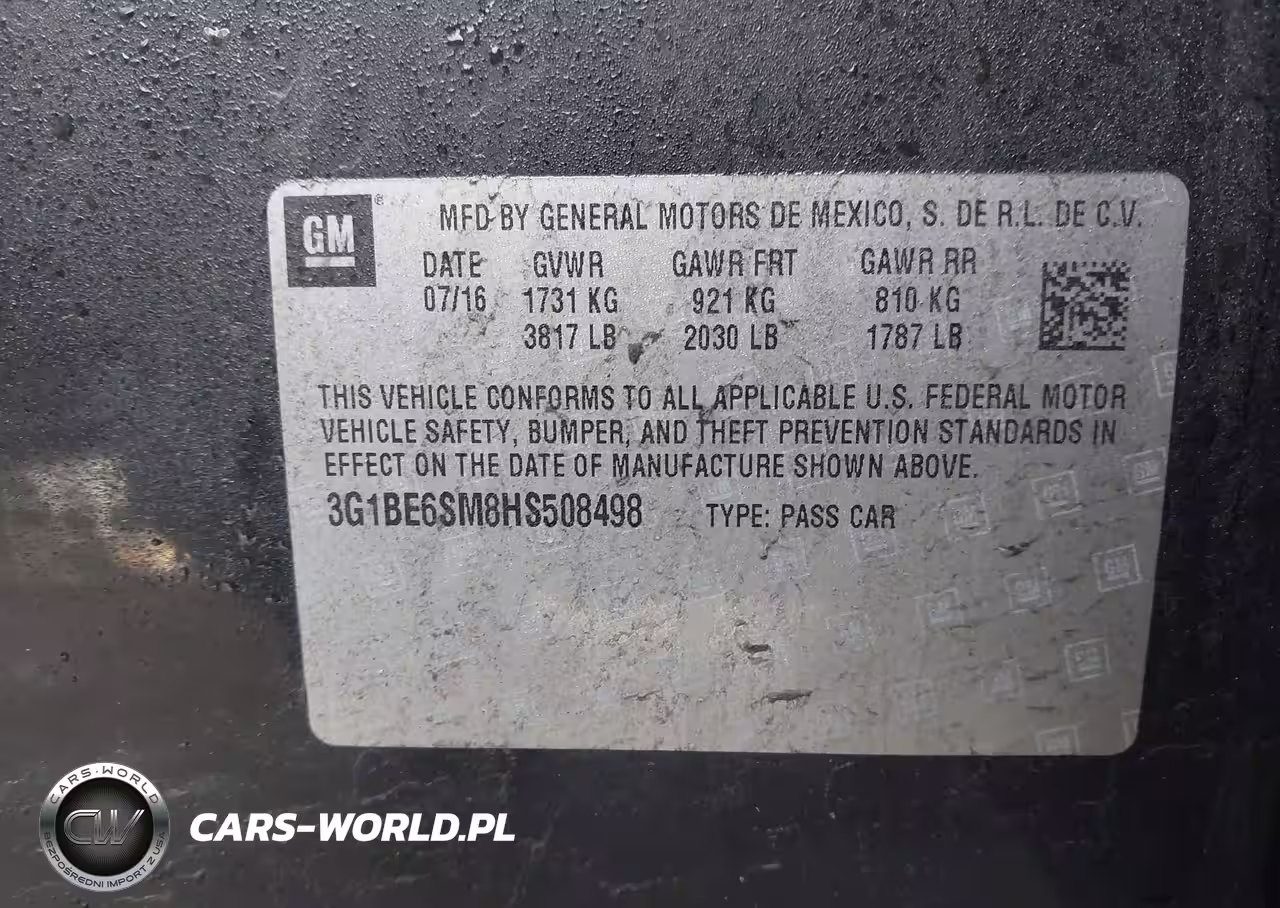 GM®
MFD BY GENERAL MOTORS DE MEXICO, S. DE R.L. DE C.V.
DATE GVWR GAWR FRT GAWR RR
07/16 1731 KG 921 KG 810 KG
3817 LB 2030 LB 1787 LB
THIS VEHICLE CONFORMS TO ALL APPLICABLE U.S. FEDERAL MOTOR
VEHICLE SAFETY, BUMPER, AND THEFT PREVENTION STANDARDS IN
EFFECT ON THE DATE OF MANUFACTURE SHOWN ABOVE.
3G1BE6SM8HS508498 TYPE: PASS CAR
CARS-WORLD
CW
BEZPOŚREDNI IMPORT Z USA
CARS-WORLD.PL